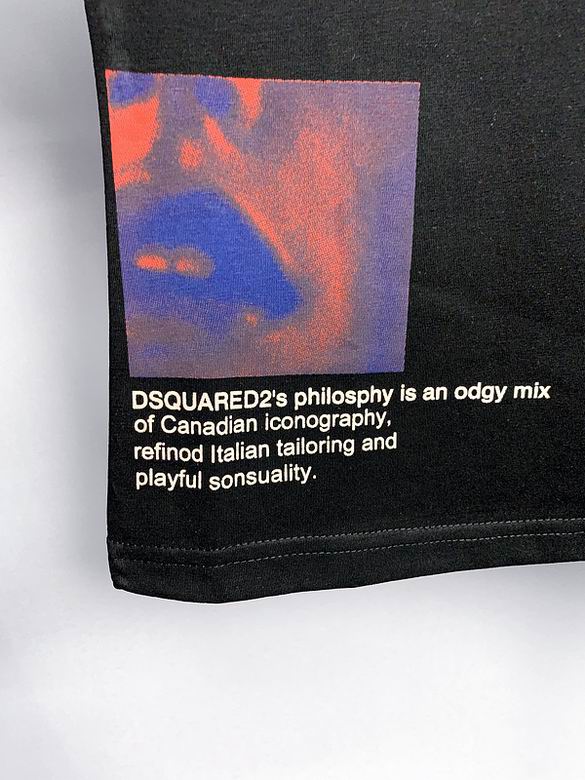 DSQUARED2's philosphy is an odgy mix
of Canadian iconography,
refinod Italian tailoring and
playful sonsuality.